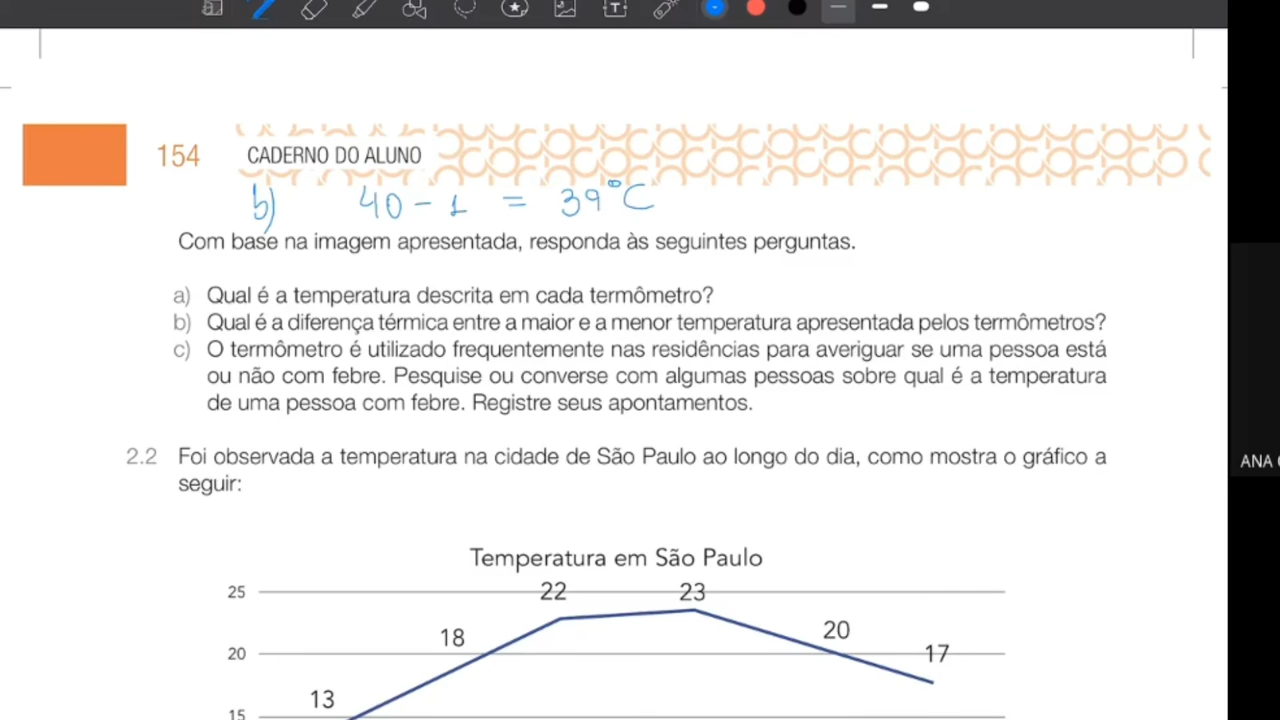 154 CADERNO DO ALUNO
b) 40 - 1 = 39°C
Com base na imagem apresentada, responda às seguintes perguntas.
a) Qual é a temperatura descrita em cada termômetro?
b) Qual é a diferença térmica entre a maior e a menor temperatura apresentada pelos termômetros?
c) O termômetro é utilizado frequentemente nas residências para averiguar se uma pessoa está
ou não com febre. Pesquise ou converse com algumas pessoas sobre qual é a temperatura
de uma pessoa com febre. Registre seus apontamentos.
ANA
2.2 Foi observada a temperatura na cidade de São Paulo ao longo do dia, como mostra o gráfico a
seguir:
Temperatura em São Paulo
25 22 23
18 20
20 17
13
15